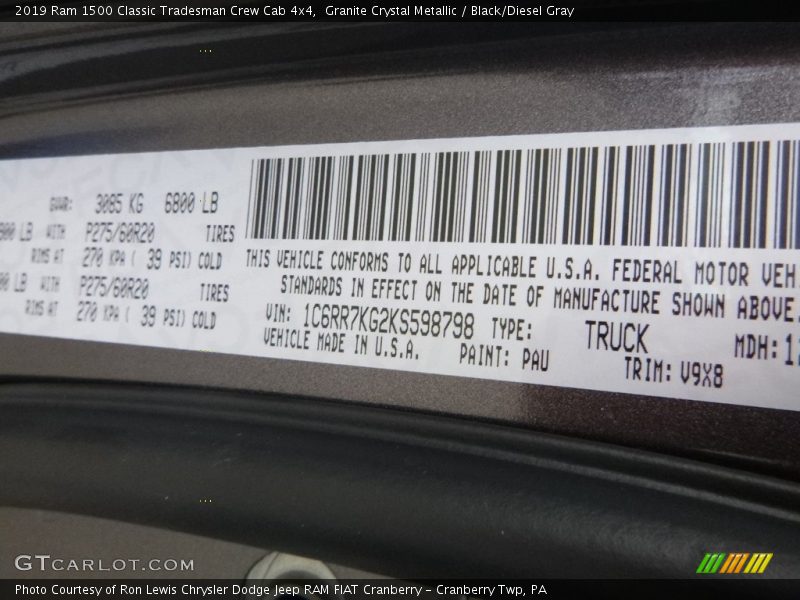 2019 Ram 1500 Classic Tradesman Crew Cab 4x4, Granite Crystal Metallic / Black/Diesel Gray
GVWR: 3085 KG 6800 LB
LB WITH P275/60R20 TIRES
RIMS AT 270 KPA ( 39 PSI) COLD
LB WITH P275/60R20 TIRES
RIMS AT 270 KPA ( 39 PSI) COLD
THIS VEHICLE CONFORMS TO ALL APPLICABLE U.S.A. FEDERAL MOTOR VEH
STANDARDS IN EFFECT ON THE DATE OF MANUFACTURE SHOWN ABOVE.
VIN: 1C6RR7KG2KS598798 TYPE: TRUCK MDH: 12
VEHICLE MADE IN U.S.A. PAINT: PAU TRIM: V9X8
GTCARLOT.COM
Photo Courtesy of Ron Lewis Chrysler Dodge Jeep RAM FIAT Cranberry – Cranberry Twp, PA